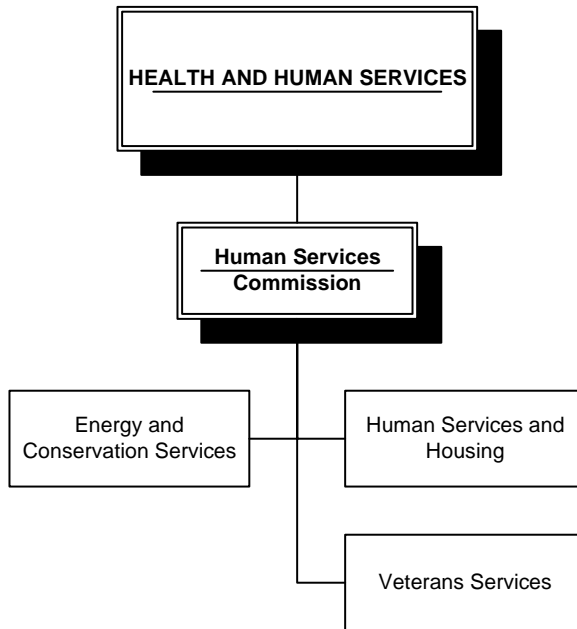 HEALTH AND HUMAN SERVICES
Human Services
Commission
Energy and
Conservation Services
Human Services and
Housing
Veterans Services